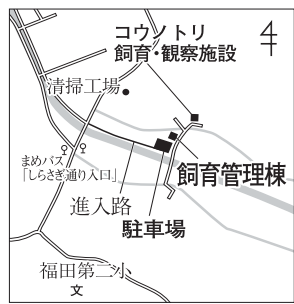 コウノトリ
飼育・観察施設
清掃工場
まめバス
「しらさぎ通り入口」
飼育管理棟
進入路
駐車場
福田第二小
文